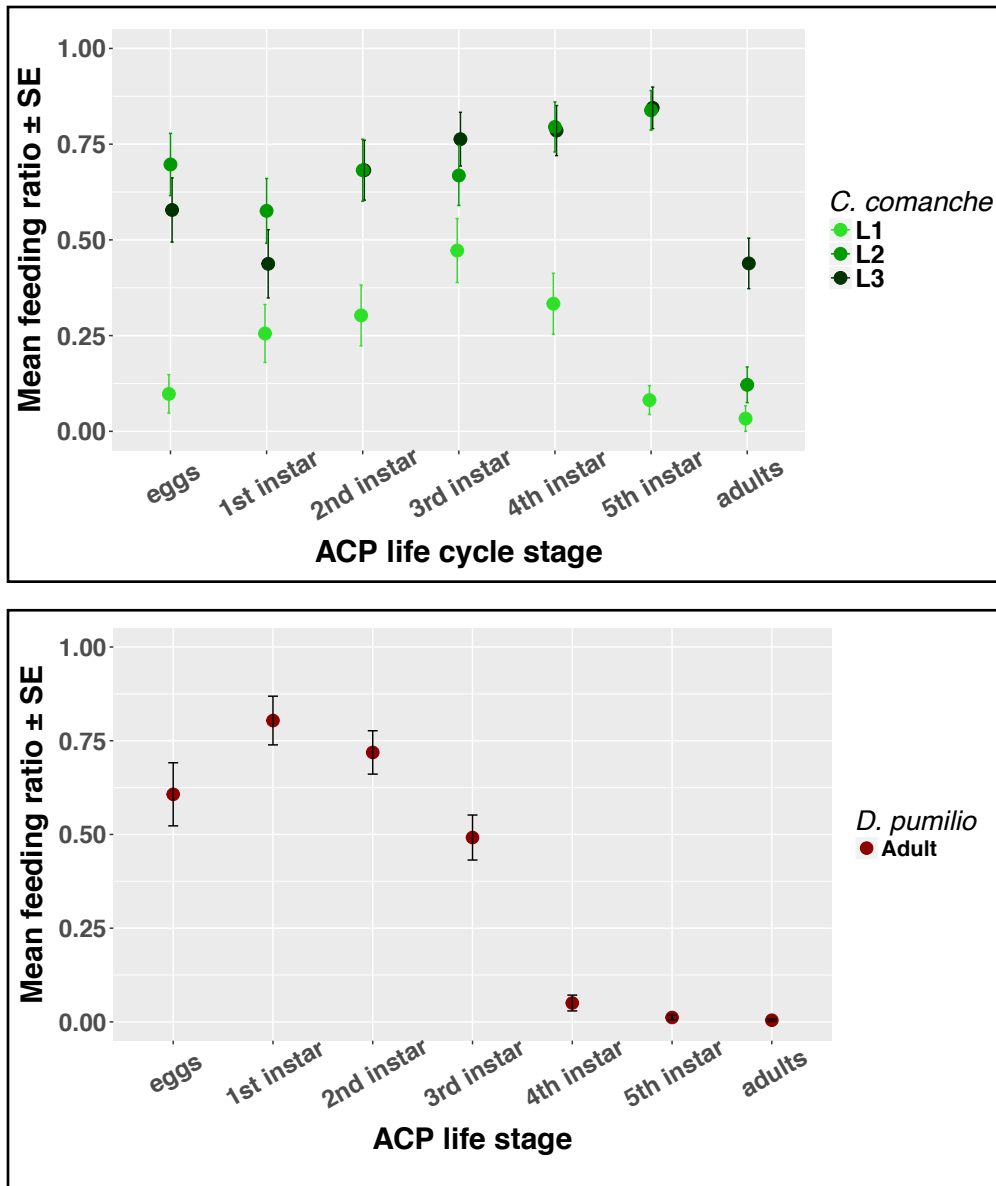 Mean feeding ratio ± SE
1.00
0.75
0.50
0.25
0.00
eggs
1st instar
2nd instar
3rd instar
4th instar
5th instar
adults
ACP life cycle stage
C. comanche
L1
L2
L3
Mean feeding ratio ± SE
1.00
0.75
0.50
0.25
0.00
eggs
1st instar
2nd instar
3rd instar
4th instar
5th instar
adults
ACP life stage
D. pumilio
Adult